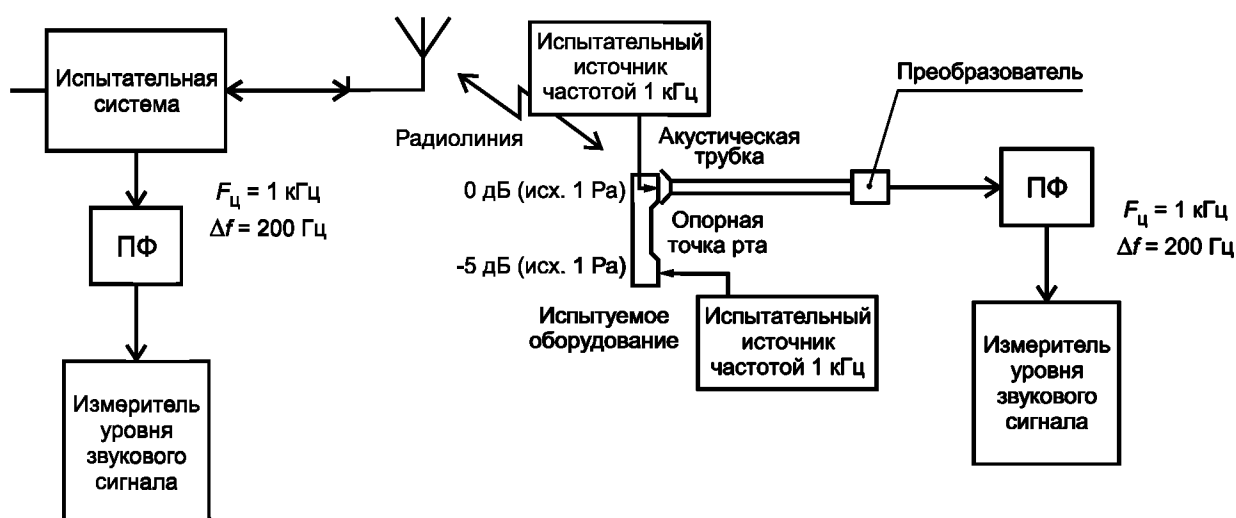 Испытательная
система
Радиолиния
Испытательный
источник
частотой 1 кГц
Преобразователь
Акустическая
трубка
Fц = 1 кГц
Δf = 200 Гц
ПФ
0 дБ (исх. 1 Ра)
Опорная
точка рта
-5 дБ (исх. 1 Ра)
Испытуемое
оборудование
Испытательный
источник
частотой 1 кГц
ПФ
Fц = 1 кГц
Δf = 200 Гц
Измеритель
уровня
звукового
сигнала
Измеритель
уровня
звукового
сигнала